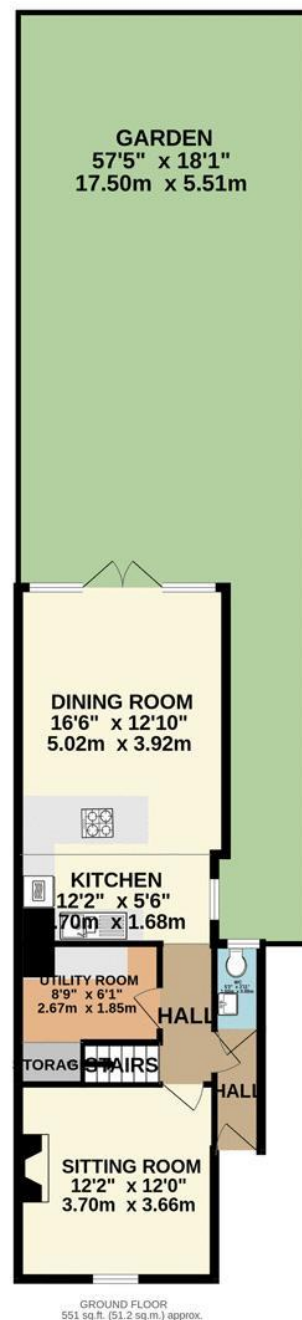 GARDEN
57'5" x 18'1"
17.50m x 5.51m
DINING ROOM
16'6" x 12'10"
5.02m x 3.92m
KITCHEN
12'2" x 5'6"
.70m x 1.68m
UTILITY ROOM
8'9" x 6'1"
2.67m x 1.85m
HALL
STORAG
STAIRS
HALL
SITTING ROOM
12'2" x 12'0"
3.70m x 3.66m
GROUND FLOOR
551 sq.ft. (51.2 sq.m.) approx.